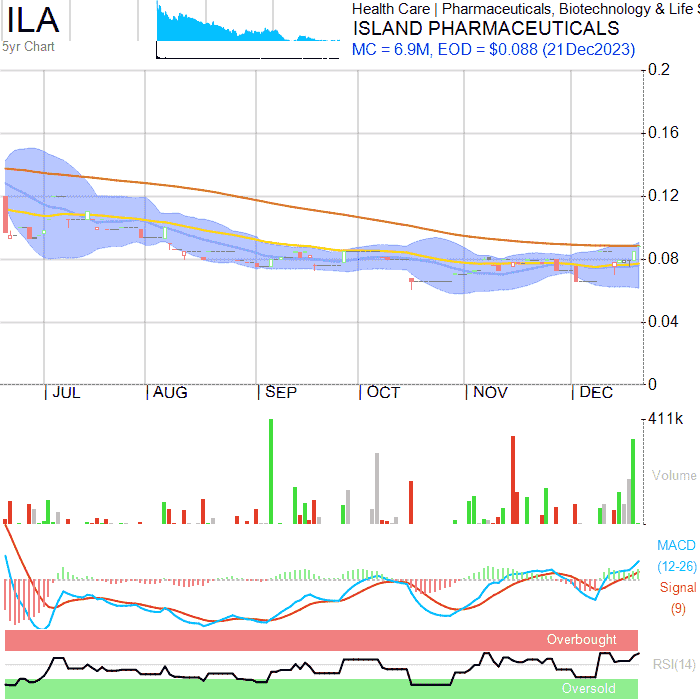 ILA
5yr Chart
Health Care | Pharmaceuticals, Biotechnology & Life S
ISLAND PHARMACEUTICALS
MC = 6.9M, EOD = $0.088 (21Dec2023)
0.2
0.16
0.12
0.08
0.04
0
JUL
AUG
SEP
OCT
NOV
DEC
411k
Volume
MACD
(12-26)
Signal
(9)
Overbought
RSI(14)
Oversold